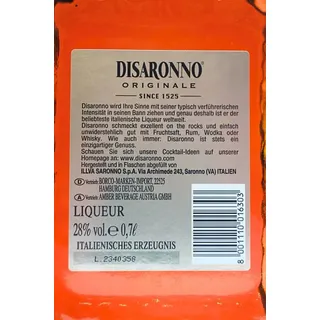 DISARONNO
ORIGINALE
SINCE 1525
Disaronno wird Ihre Sinne mit seiner typisch verführerischen
Intensität in seinen Bann ziehen und genau deshalb ist er der
beliebteste italienische Liqueur weltweit.
Disaronno schmeckt exzellent on the rocks und einfach
unwiderstehlich gut mit Fruchtsaft, Rum, Wodka oder
Whisky. Wie auch immer: Disaronno ist stets ein
einzigartiger Genuss.
Schauen Sie sich unsere Cocktail-Ideen auf unserer
Homepage an: www.disaronno.com
Hergestellt und in Flaschen abgefüllt von
ILLVA SARONNO S.p.A. Via Archimede 243, Saronno (VA) ITALIEN
D Vertrieb: BORCO-MARKEN-IMPORT, 22525
HAMBURG DEUTSCHLAND
A Vertrieb: AMBER BEVERAGE AUSTRIA GMBH
LIQUEUR
28% vol. e 0,7ℓ
ITALIENISCHES ERZEUGNIS
L 2340358
8 001110 016303